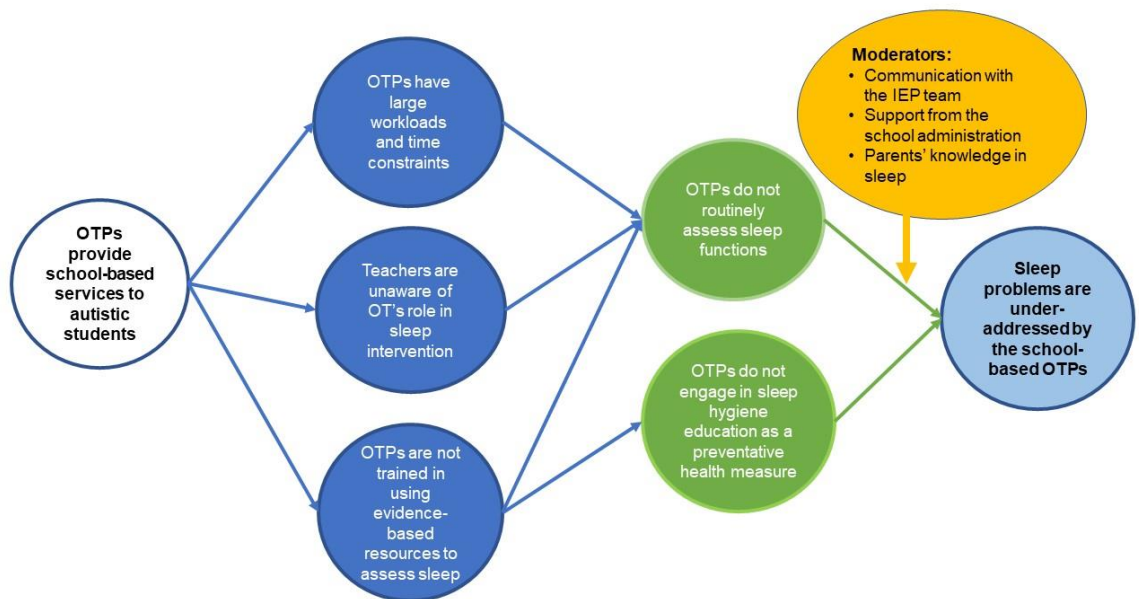 OTPs
provide
school-based
services to
autistic
students
OTPs have
large
workloads
and time
constraints
Teachers are
unaware of
OT's role in
sleep
intervention
OTPs are not
trained in
using
evidence-
based
resources to
assess sleep
OTPs do not
routinely
assess sleep
functions
OTPs do not
engage in sleep
hygiene
education as a
preventative
health measure
Moderators:
• Communication with
the IEP team
• Support from the
school administration
• Parents' knowledge in
sleep
Sleep
problems are
under-
addressed by
the school-
based OTPs